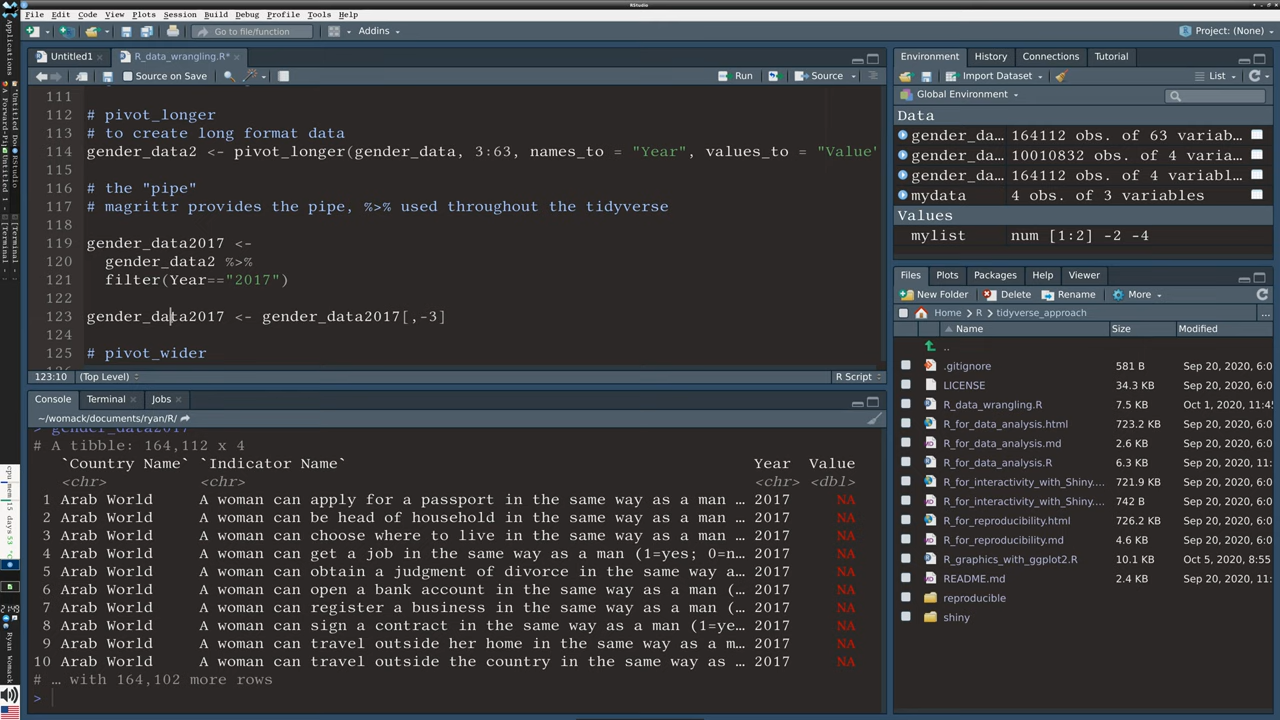 RStudio
File Edit Code View Plots Session Build Debug Profile Tools Help
Go to file/function Addins Project: (None)
Untitled1 R_data_wrangling.R*
Source on Save Run Source
111
112 # pivot_longer
113 # to create long format data
114 gender_data2 <- pivot_longer(gender_data, 3:63, names_to = "Year", values_to = "Value'
115
116 # the "pipe"
117 # magrittr provides the pipe, %>% used throughout the tidyverse
118
119 gender_data2017 <-
120 gender_data2 %>%
121 filter(Year=="2017")
122
123 gender_data2017 <- gender_data2017[,-3]
124
125 # pivot_wider
123:10 (Top Level) R Script
Console Terminal Jobs
~/womack/documents/ryan/R/
> gender_data2017
# A tibble: 164,112 x 4
`Country Name` `Indicator Name` Year Value
<chr> <chr> <chr> <dbl>
1 Arab World A woman can apply for a passport in the same way as a man … 2017 NA
2 Arab World A woman can be head of household in the same way as a man … 2017 NA
3 Arab World A woman can choose where to live in the same way as a man … 2017 NA
4 Arab World A woman can get a job in the same way as a man (1=yes; 0=n… 2017 NA
5 Arab World A woman can obtain a judgment of divorce in the same way a… 2017 NA
6 Arab World A woman can open a bank account in the same way as a man (… 2017 NA
7 Arab World A woman can register a business in the same way as a man (… 2017 NA
8 Arab World A woman can sign a contract in the same way as a man (1=ye… 2017 NA
9 Arab World A woman can travel outside her home in the same way as a m… 2017 NA
10 Arab World A woman can travel outside the country in the same way as … 2017 NA
# … with 164,102 more rows
>
Environment History Connections Tutorial
Import Dataset List
Global Environment
Data
gender_da… 164112 obs. of 63 variab…
gender_da… 10010832 obs. of 4 varia…
gender_da… 164112 obs. of 4 variabl…
mydata 4 obs. of 3 variables
Values
mylist num [1:2] -2 -4
Files Plots Packages Help Viewer
New Folder Delete Rename More
Home R tidyverse_approach ...
Name Size Modified
..
.gitignore 581 B Sep 20, 2020, 6:0
LICENSE 34.3 KB Sep 20, 2020, 6:0
R_data_wrangling.R 7.5 KB Oct 1, 2020, 11:4
R_for_data_analysis.html 723.2 KB Sep 20, 2020, 6:0
R_for_data_analysis.md 2.6 KB Sep 20, 2020, 6:0
R_for_data_analysis.R 6.3 KB Sep 20, 2020, 11:
R_for_interactivity_with_Shiny.... 721.9 KB Sep 20, 2020, 6:0
R_for_interactivity_with_Shiny.... 742 B Sep 20, 2020, 6:0
R_for_reproducibility.html 726.2 KB Sep 20, 2020, 6:0
R_for_reproducibility.md 4.6 KB Sep 20, 2020, 6:0
R_graphics_with_ggplot2.R 10.1 KB Oct 5, 2020, 8:55
README.md 2.4 KB Sep 20, 2020, 11:
reproducible
shiny
Applications
RStudio
[Terminal]
[Terminal]
Ryan Womack